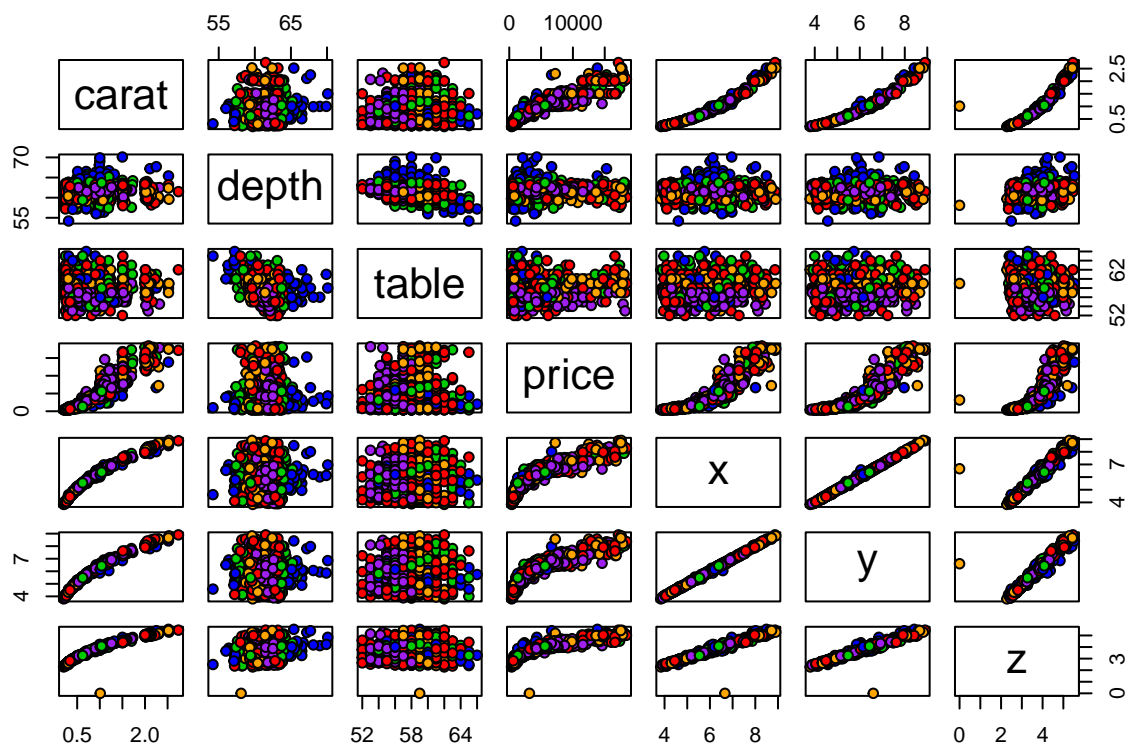 55 65 0 10000 4 6 8
carat 0.5 2.5
70 55 depth
table 52 62
0 price
x 4 7
4 7 y
z 0 3
0.5 2.0 52 58 64 4 6 8 0 2 4